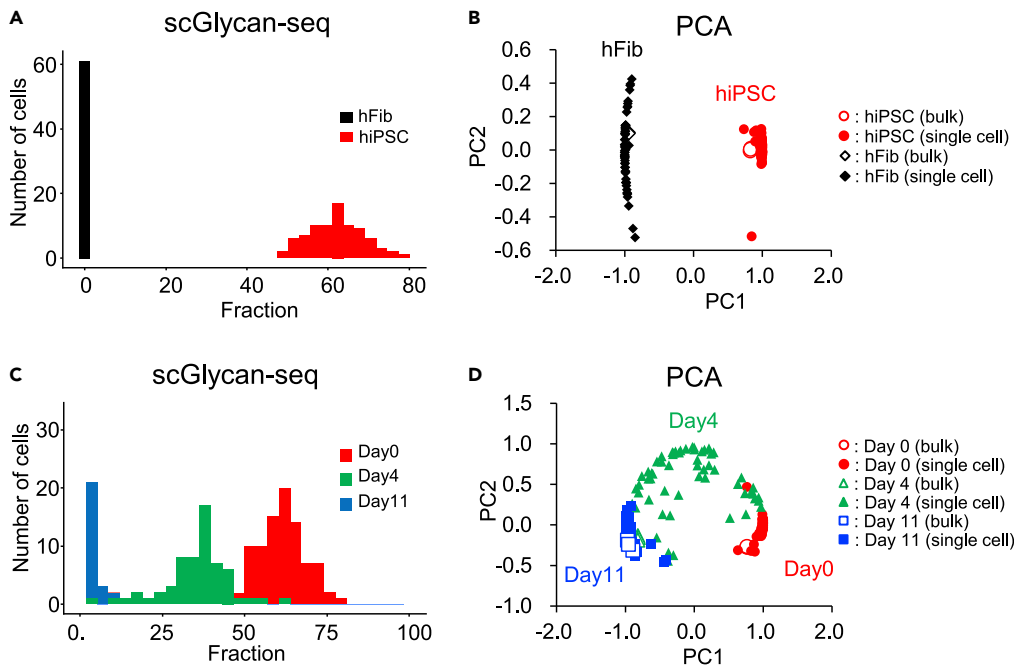 A
scGlycan-seq
Number of cells
60
40
20
0
hFib
hiPSC
0
20
40
60
80
Fraction
B
PCA
PC2
0.6
0.4
0.2
0.0
-0.2
-0.4
-0.6
hFib
hiPSC
-2.0
-1.0
0.0
1.0
2.0
PC1
: hiPSC (bulk)
: hiPSC (single cell)
: hFib (bulk)
: hFib (single cell)
C
scGlycan-seq
Number of cells
30
20
10
0
Day0
Day4
Day11
0.
25
50
75
100
Fraction
D
PCA
PC2
1.5
1.0
0.5
0.0
-0.5
-1.0
Day4
Day11
Day0
-2.0
-1.0
0.0
1.0
2.0
PC1
: Day 0 (bulk)
: Day 0 (single cell)
: Day 4 (bulk)
: Day 4 (single cell)
: Day 11 (bulk)
: Day 11 (single cell)